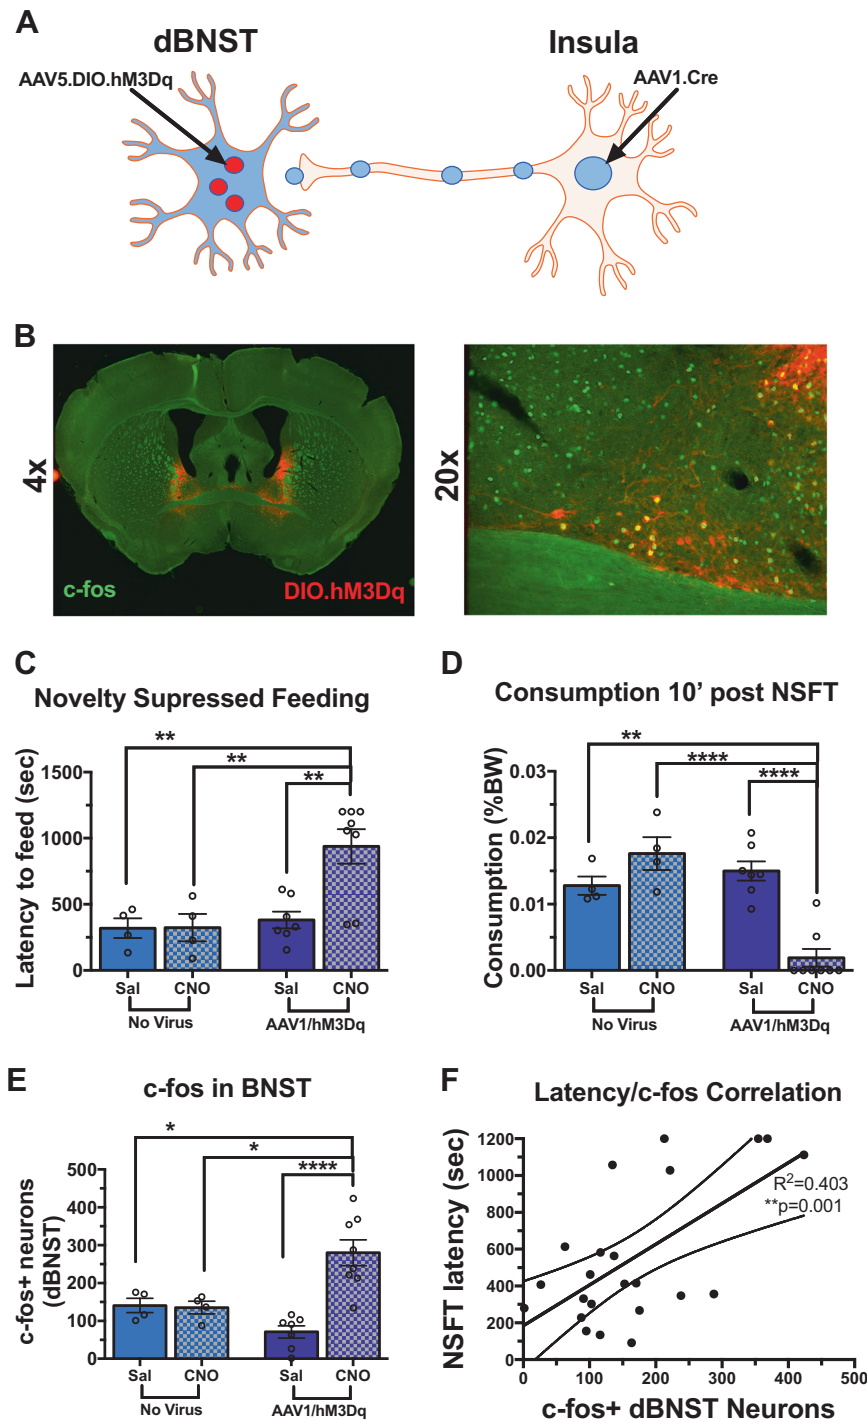 A
dBNST
Insula
AAV5.DIO.hM3Dq
AAV1.Cre
B
4x
c-fos
DIO.hM3Dq
20x
C
Novelty Supressed Feeding
**
**
**
Latency to feed (sec)
1500
1000
500
0
Sal
CNO
Sal
CNO
No Virus
AAV1/hM3Dq
D
Consumption 10' post NSFT
**
****
****
Consumption (%BW)
0.03
0.02
0.01
0.00
Sal
CNO
Sal
CNO
No Virus
AAV1/hM3Dq
E
c-fos in BNST
*
*
****
c-fos+ neurons
(dBNST)
500
400
300
200
100
0
Sal
CNO
Sal
CNO
No Virus
AAV1/hM3Dq
F
Latency/c-fos Correlation
NSFT latency (sec)
1200
1000
800
600
400
200
0
R²=0.403
**p=0.001
0 100 200 300 400 500
c-fos+ dBNST Neurons